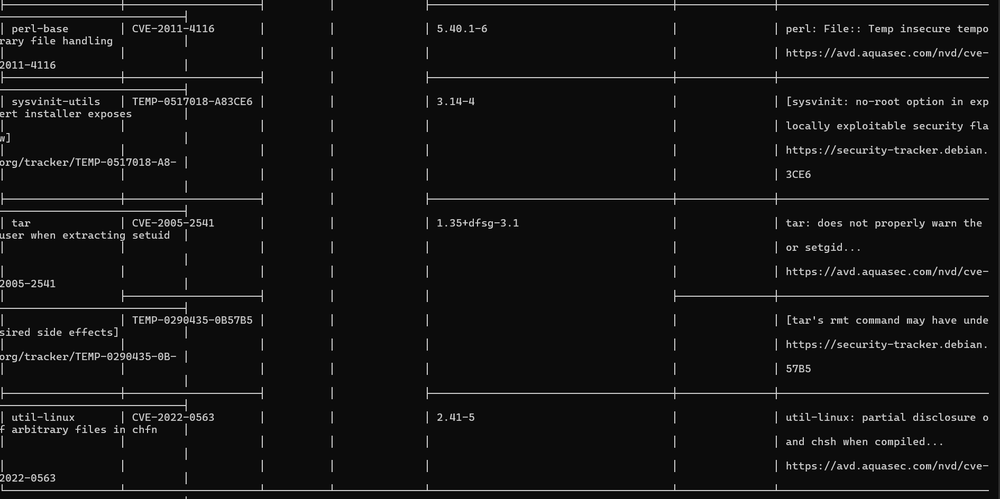 perl-base CVE-2011-4116 5.40.1-6 perl: File:: Temp insecure tempo
rary file handling
https://avd.aquasec.com/nvd/cve-
2011-4116
sysvinit-utils TEMP-0517018-A83CE6 3.14-4 [sysvinit: no-root option in exp
ert installer exposes
locally exploitable security fla
w]
https://security-tracker.debian.
org/tracker/TEMP-0517018-A8-
3CE6
tar CVE-2005-2541 1.35+dfsg-3.1 tar: does not properly warn the
user when extracting setuid
or setgid...
https://avd.aquasec.com/nvd/cve-
2005-2541
TEMP-0290435-0B57B5 [tar's rmt command may have unde
sired side effects]
https://security-tracker.debian.
org/tracker/TEMP-0290435-0B-
57B5
util-linux CVE-2022-0563 2.41-5 util-linux: partial disclosure o
f arbitrary files in chfn
and chsh when compiled...
https://avd.aquasec.com/nvd/cve-
2022-0563